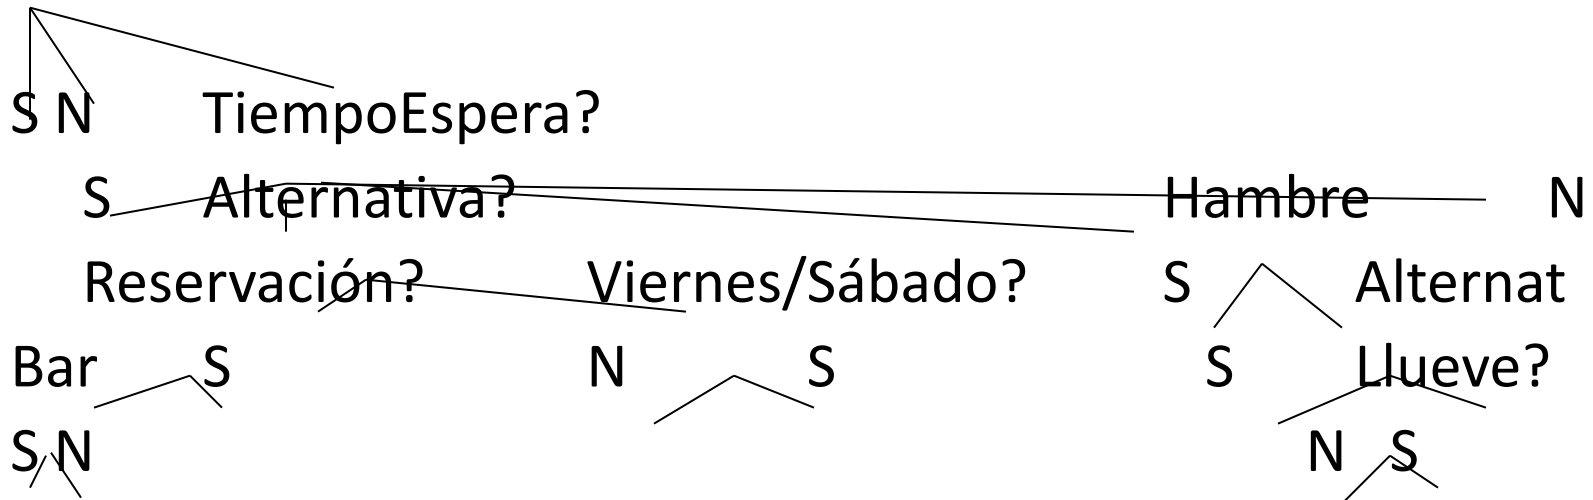 S N TiempoEspera?
S Alternativa? Hambre N
Reservación? Viernes/Sábado? S Alternat
Bar S N S S Llueve?
S N N S